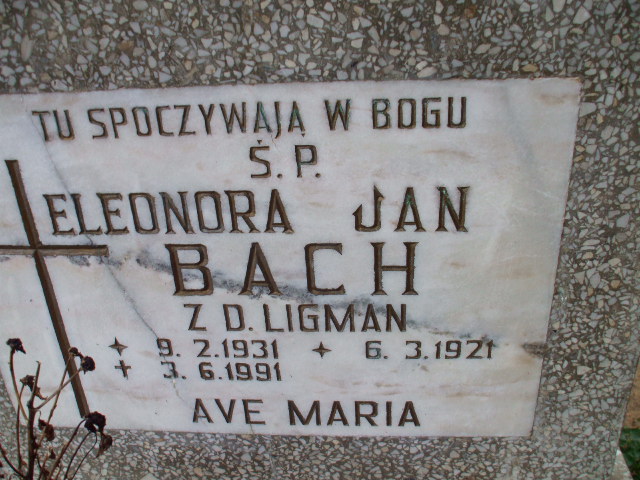 TU SPOCZYWAJĄ W BOGU
Ś. P.
ELEONORA JAN
BACH
Z D. LIGMAN
9. 2. 1931 6. 3. 1921
3. 6. 1991
AVE MARIA